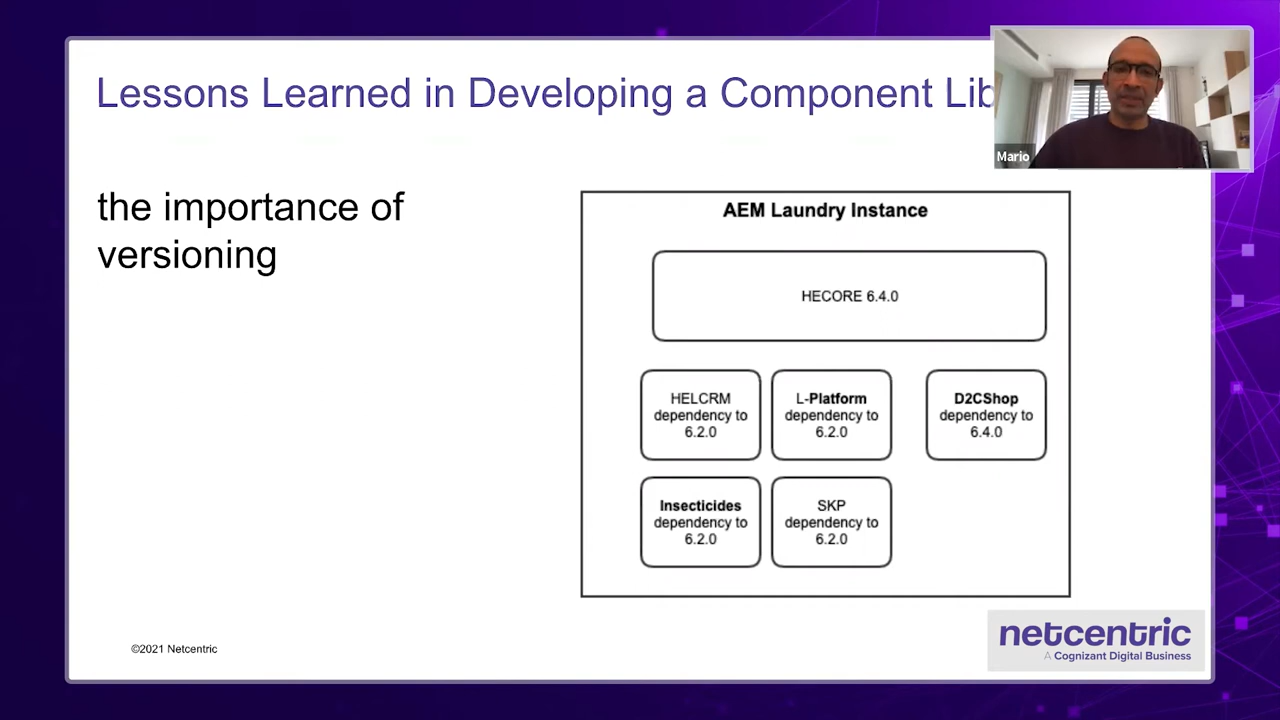 Lessons Learned in Developing a Component Lib
Mario
the importance of
versioning
AEM Laundry Instance
HECORE 6.4.0
HELCRM
dependency to
6.2.0
L-Platform
dependency to
6.2.0
D2CShop
dependency to
6.4.0
Insecticides
dependency to
6.2.0
SKP
dependency to
6.2.0
©2021 Netcentric
netcentric
A Cognizant Digital Business